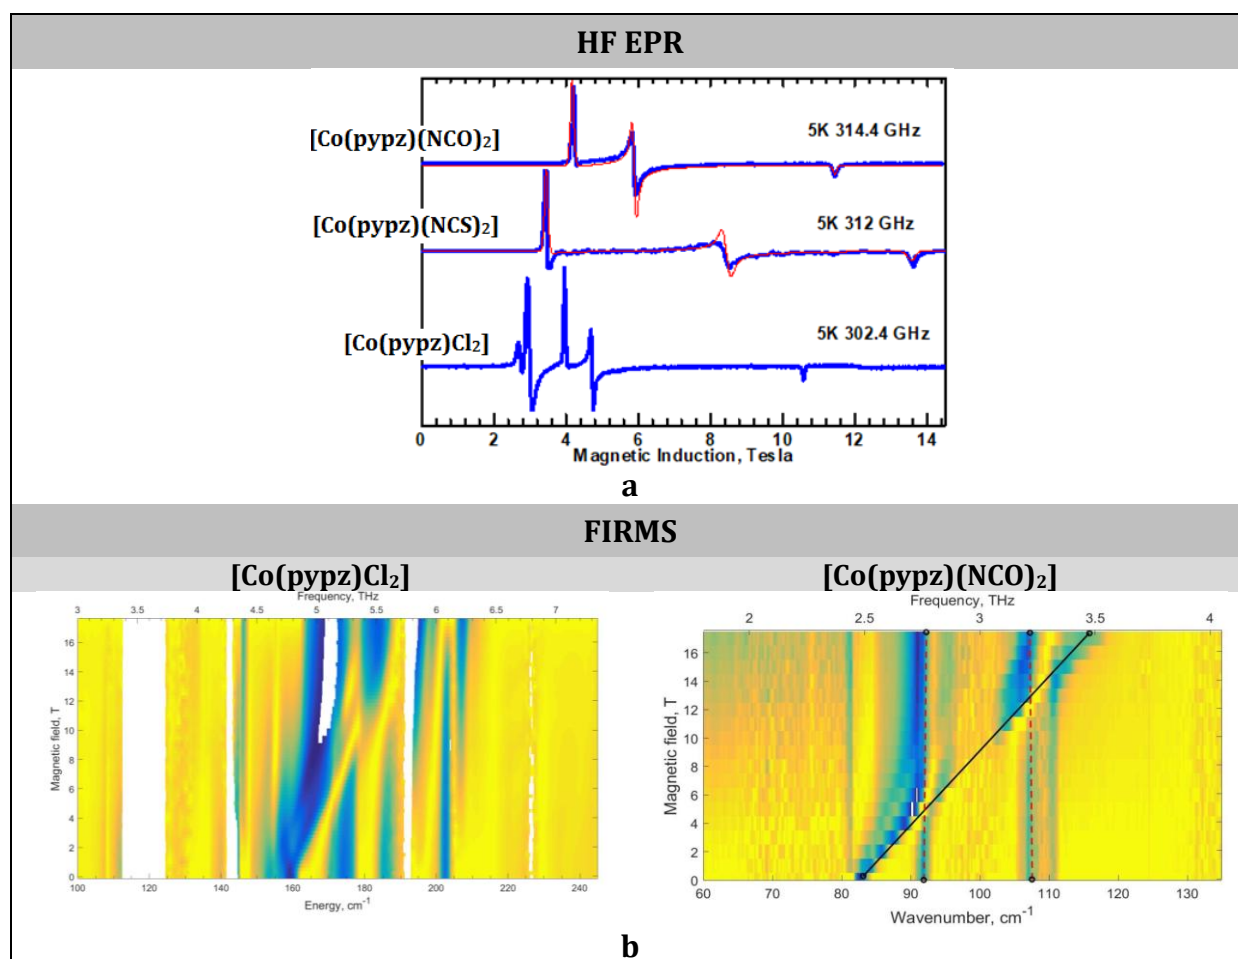 HF EPR
[Co(pypz)(NCO)₂]
5K 314.4 GHz
[Co(pypz)(NCS)₂]
5K 312 GHz
[Co(pypz)Cl₂]
5K 302.4 GHz
0 2 4 6 8 10 12 14
Magnetic Induction, Tesla
a
FIRMS
[Co(pypz)Cl₂] [Co(pypz)(NCO)₂]
Frequency, THz
3 3.5 4 4.5 5 5.5 6 6.5 7
16
14
12
10
8
6
4
2
0
Magnetic field, T
100 120 140 160 180 200 220 240
Energy, cm⁻¹
Frequency, THz
2 2.5 3 3.5 4
16
14
12
10
8
6
4
2
0
Magnetic field, T
60 70 80 90 100 110 120 130
Wavenumber, cm⁻¹
b